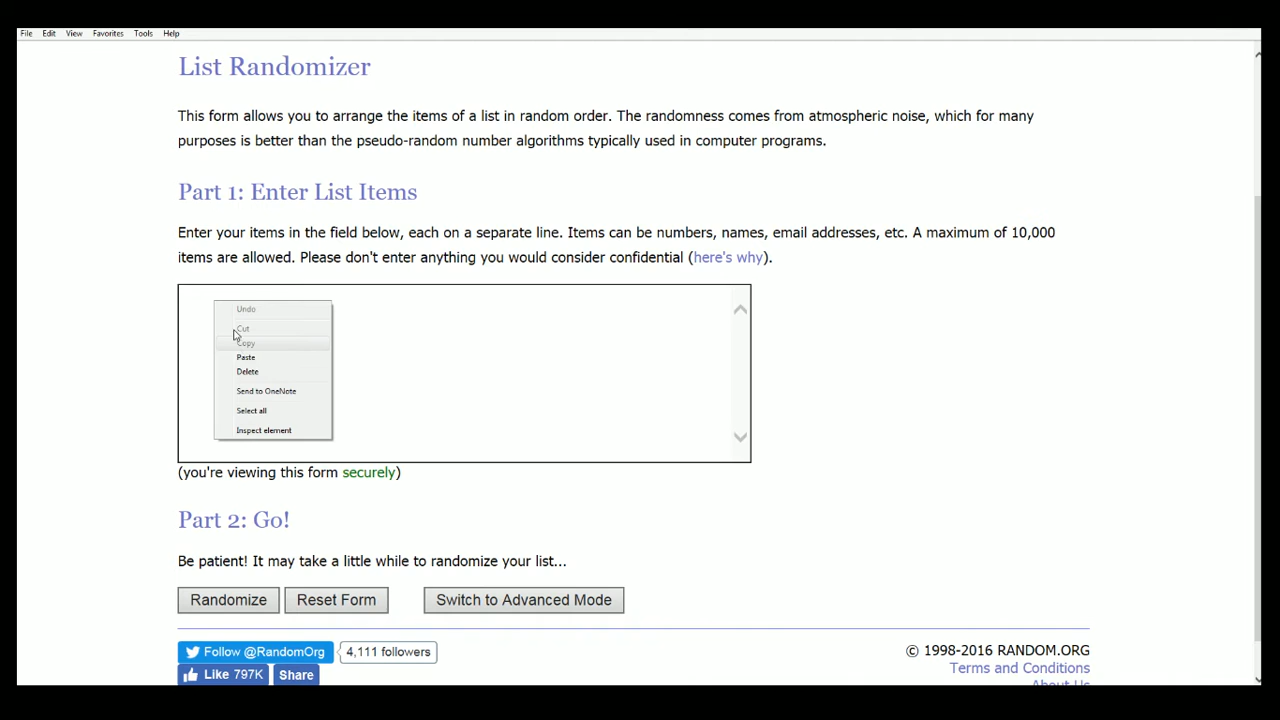 File Edit View Favorites Tools Help
List Randomizer
This form allows you to arrange the items of a list in random order. The randomness comes from atmospheric noise, which for many
purposes is better than the pseudo-random number algorithms typically used in computer programs.
Part 1: Enter List Items
Enter your items in the field below, each on a separate line. Items can be numbers, names, email addresses, etc. A maximum of 10,000
items are allowed. Please don't enter anything you would consider confidential (here's why).
Undo
Cut
Copy
Paste
Delete
Send to OneNote
Select all
Inspect element
(you're viewing this form securely)
Part 2: Go!
Be patient! It may take a little while to randomize your list...
Randomize Reset Form Switch to Advanced Mode
Follow @RandomOrg 4,111 followers
Like 797K Share
© 1998-2016 RANDOM.ORG
Terms and Conditions
About Us